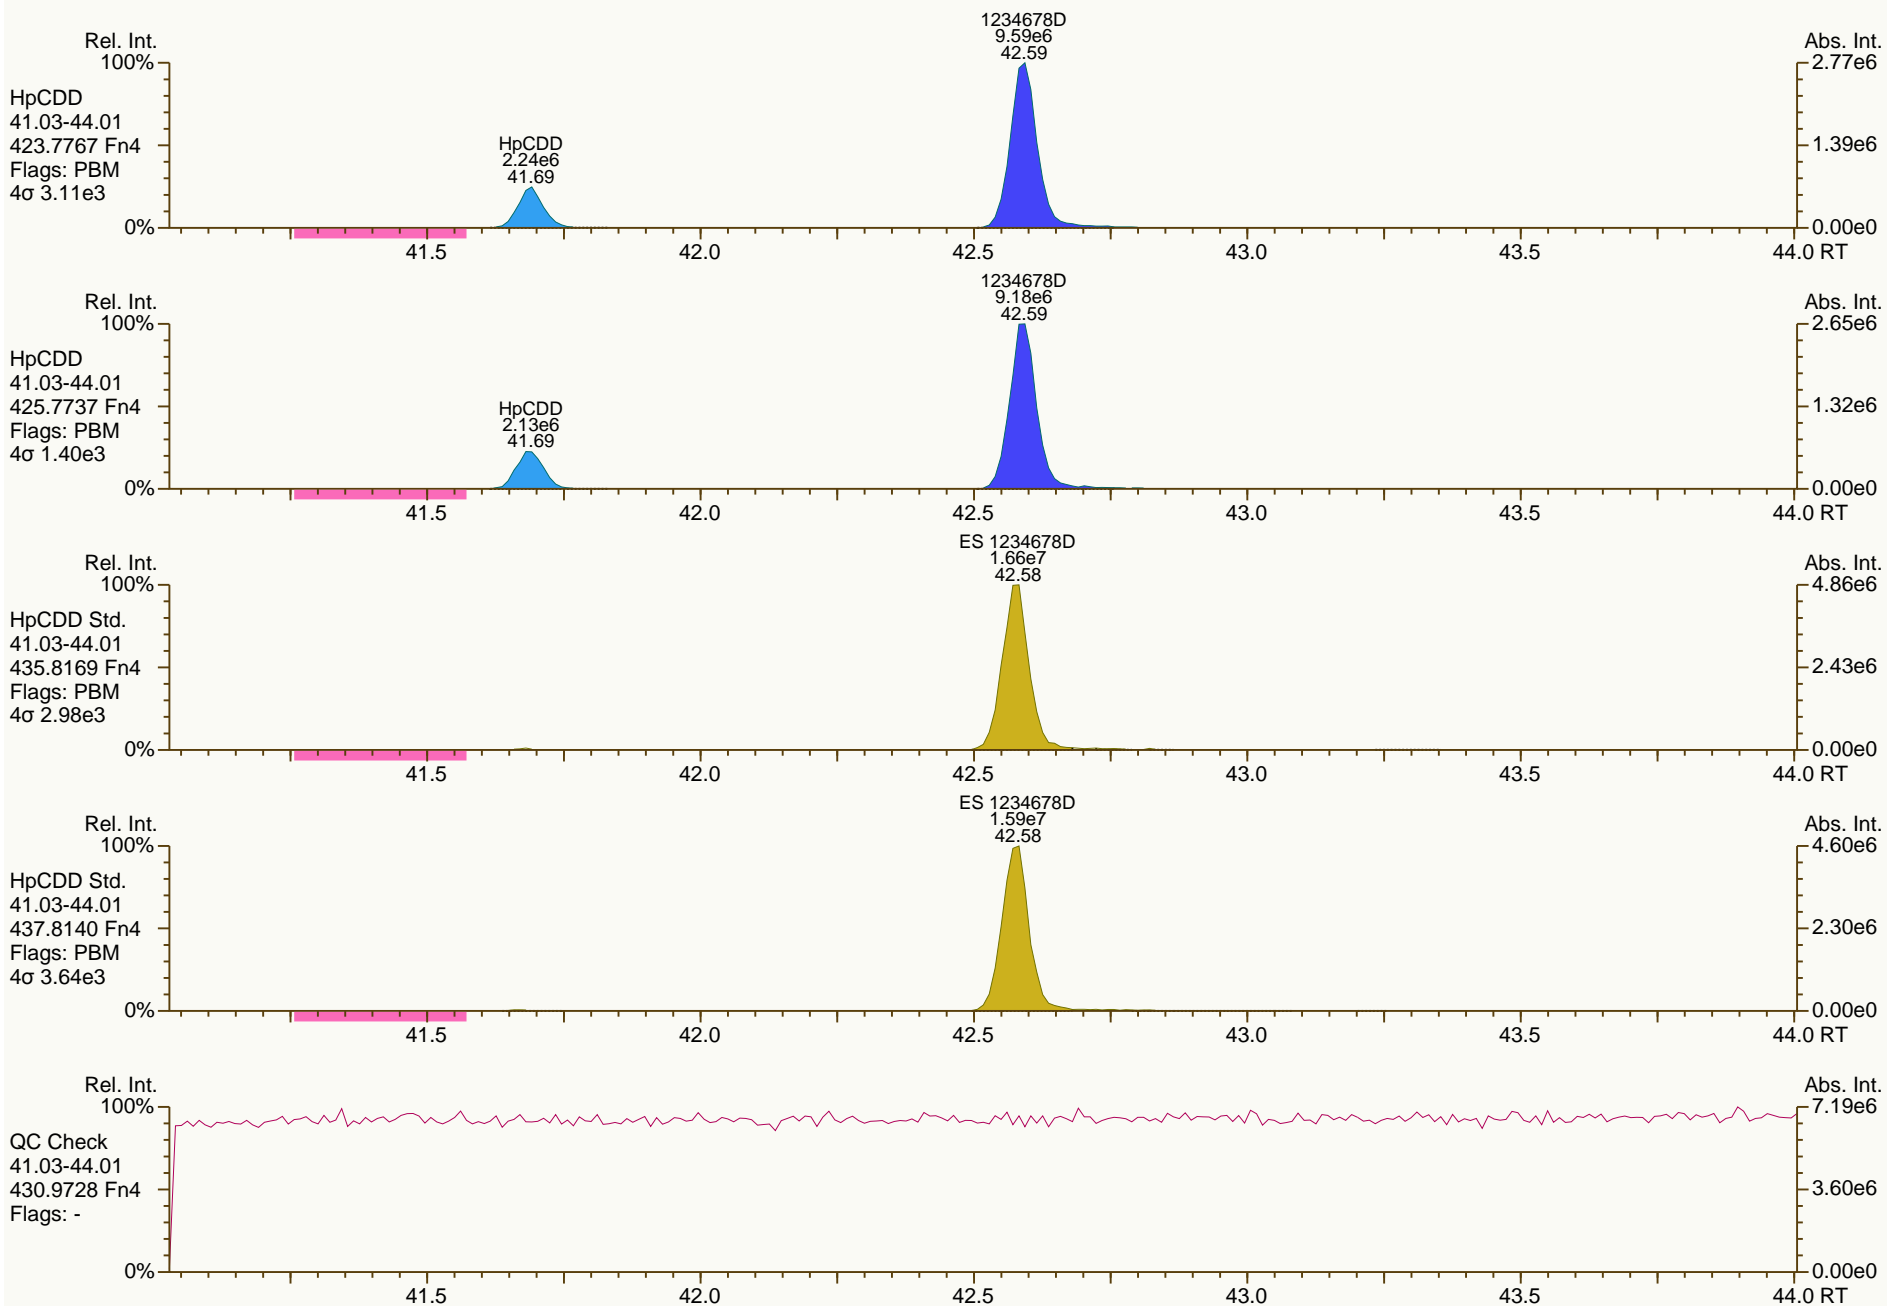 1234678D
9.59e6
42.59
Rel. Int.
Abs. Int.
100%
2.77e6
HpCDD
41.03-44.01
423.7767 Fn4
Flags: PBM
4σ 3.11e3
HpCDD
2.24e6
41.69
1.39e6
0%
0.00e0
41.5
42.0
42.5
43.0
43.5
44.0 RT
1234678D
9.18e6
42.59
Rel. Int.
Abs. Int.
100%
2.65e6
HpCDD
41.03-44.01
425.7737 Fn4
Flags: PBM
4σ 1.40e3
HpCDD
2.13e6
41.69
1.32e6
0%
0.00e0
41.5
42.0
42.5
43.0
43.5
44.0 RT
ES 1234678D
1.66e7
42.58
Rel. Int.
Abs. Int.
100%
4.86e6
HpCDD Std.
41.03-44.01
435.8169 Fn4
Flags: PBM
4σ 2.98e3
2.43e6
0%
0.00e0
41.5
42.0
42.5
43.0
43.5
44.0 RT
ES 1234678D
1.59e7
42.58
Rel. Int.
Abs. Int.
100%
4.60e6
HpCDD Std.
41.03-44.01
437.8140 Fn4
Flags: PBM
4σ 3.64e3
2.30e6
0%
0.00e0
41.5
42.0
42.5
43.0
43.5
44.0 RT
Rel. Int.
Abs. Int.
100%
7.19e6
QC Check
41.03-44.01
430.9728 Fn4
Flags: -
3.60e6
0%
0.00e0
41.5
42.0
42.5
43.0
43.5
44.0 RT